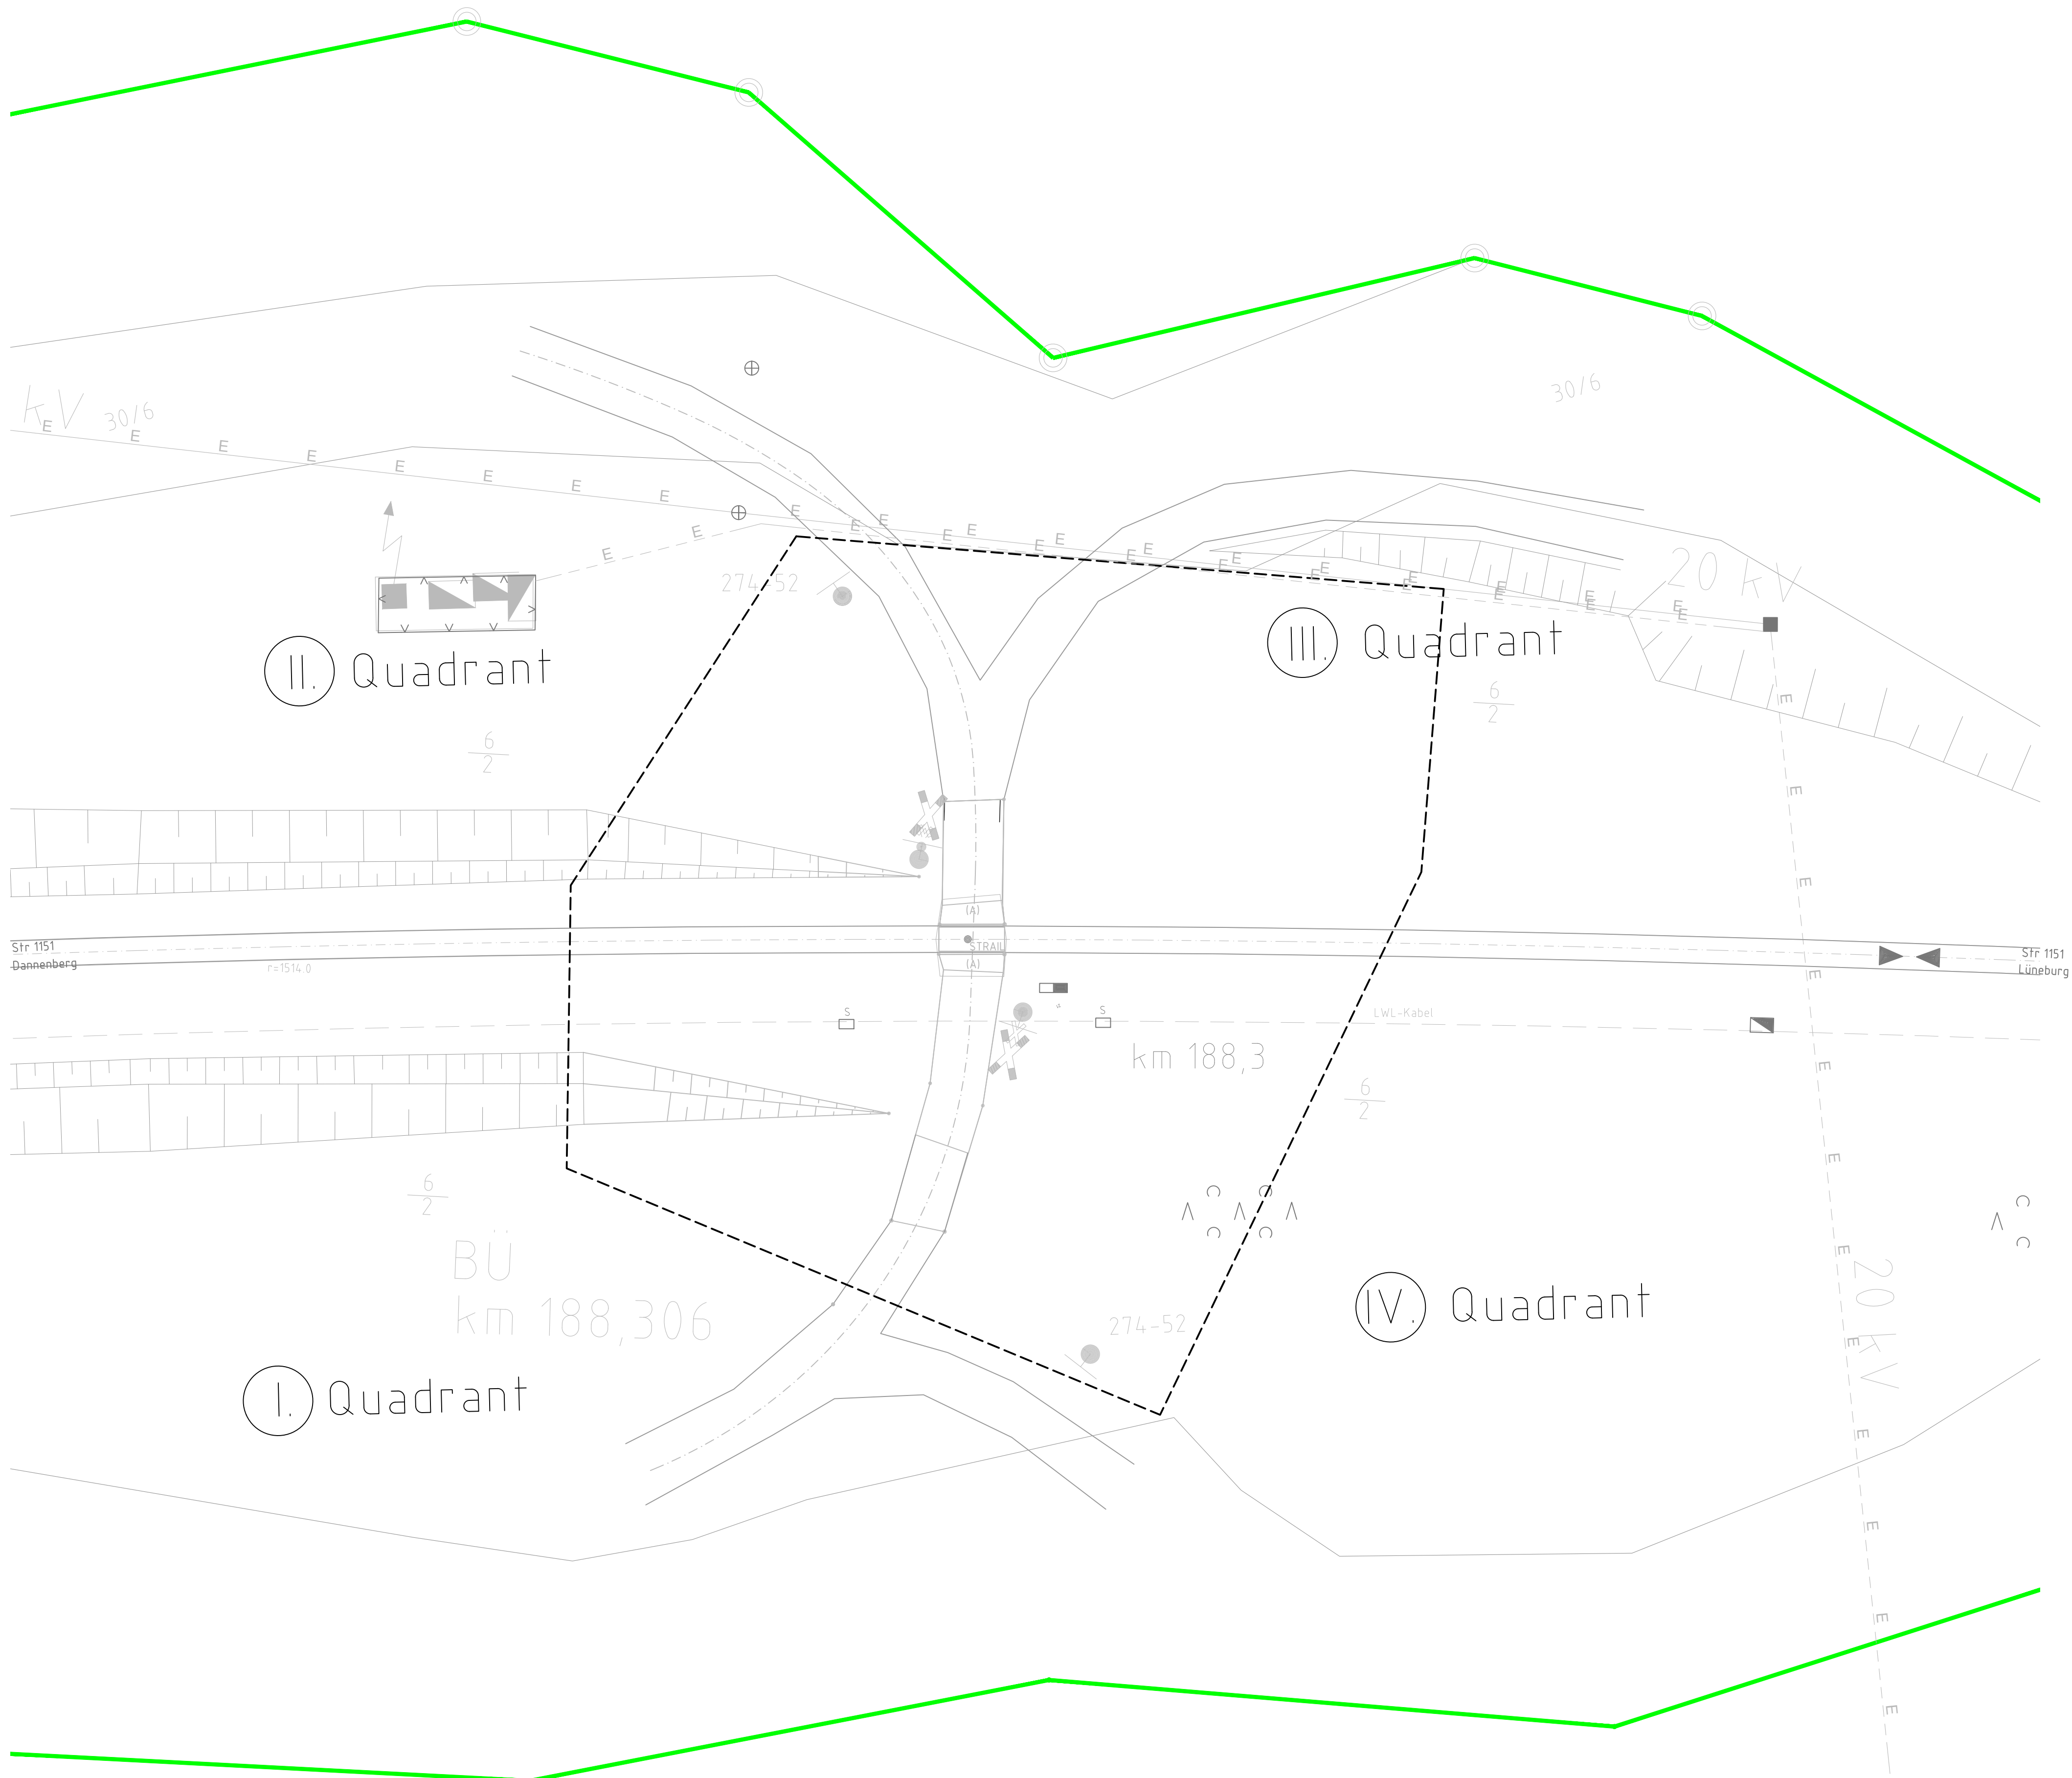 kV
30/6
30/6
E E E E E E E E E E E E E E E E E E
E E E E E E E E E E E E
274-52
20 kV
II. Quadrant
III. Quadrant
6
2
6
2
(A)
Str 1151
Dannenberg
r=1514.0
STRAIL
(A)
Str 1151
Lüneburg
S
S
LWL-Kabel
km 188,3
6
2
6
2
E E E E E E E E E E E E
BÜ
km 188,306
20 kV
274-52
I. Quadrant
IV. Quadrant